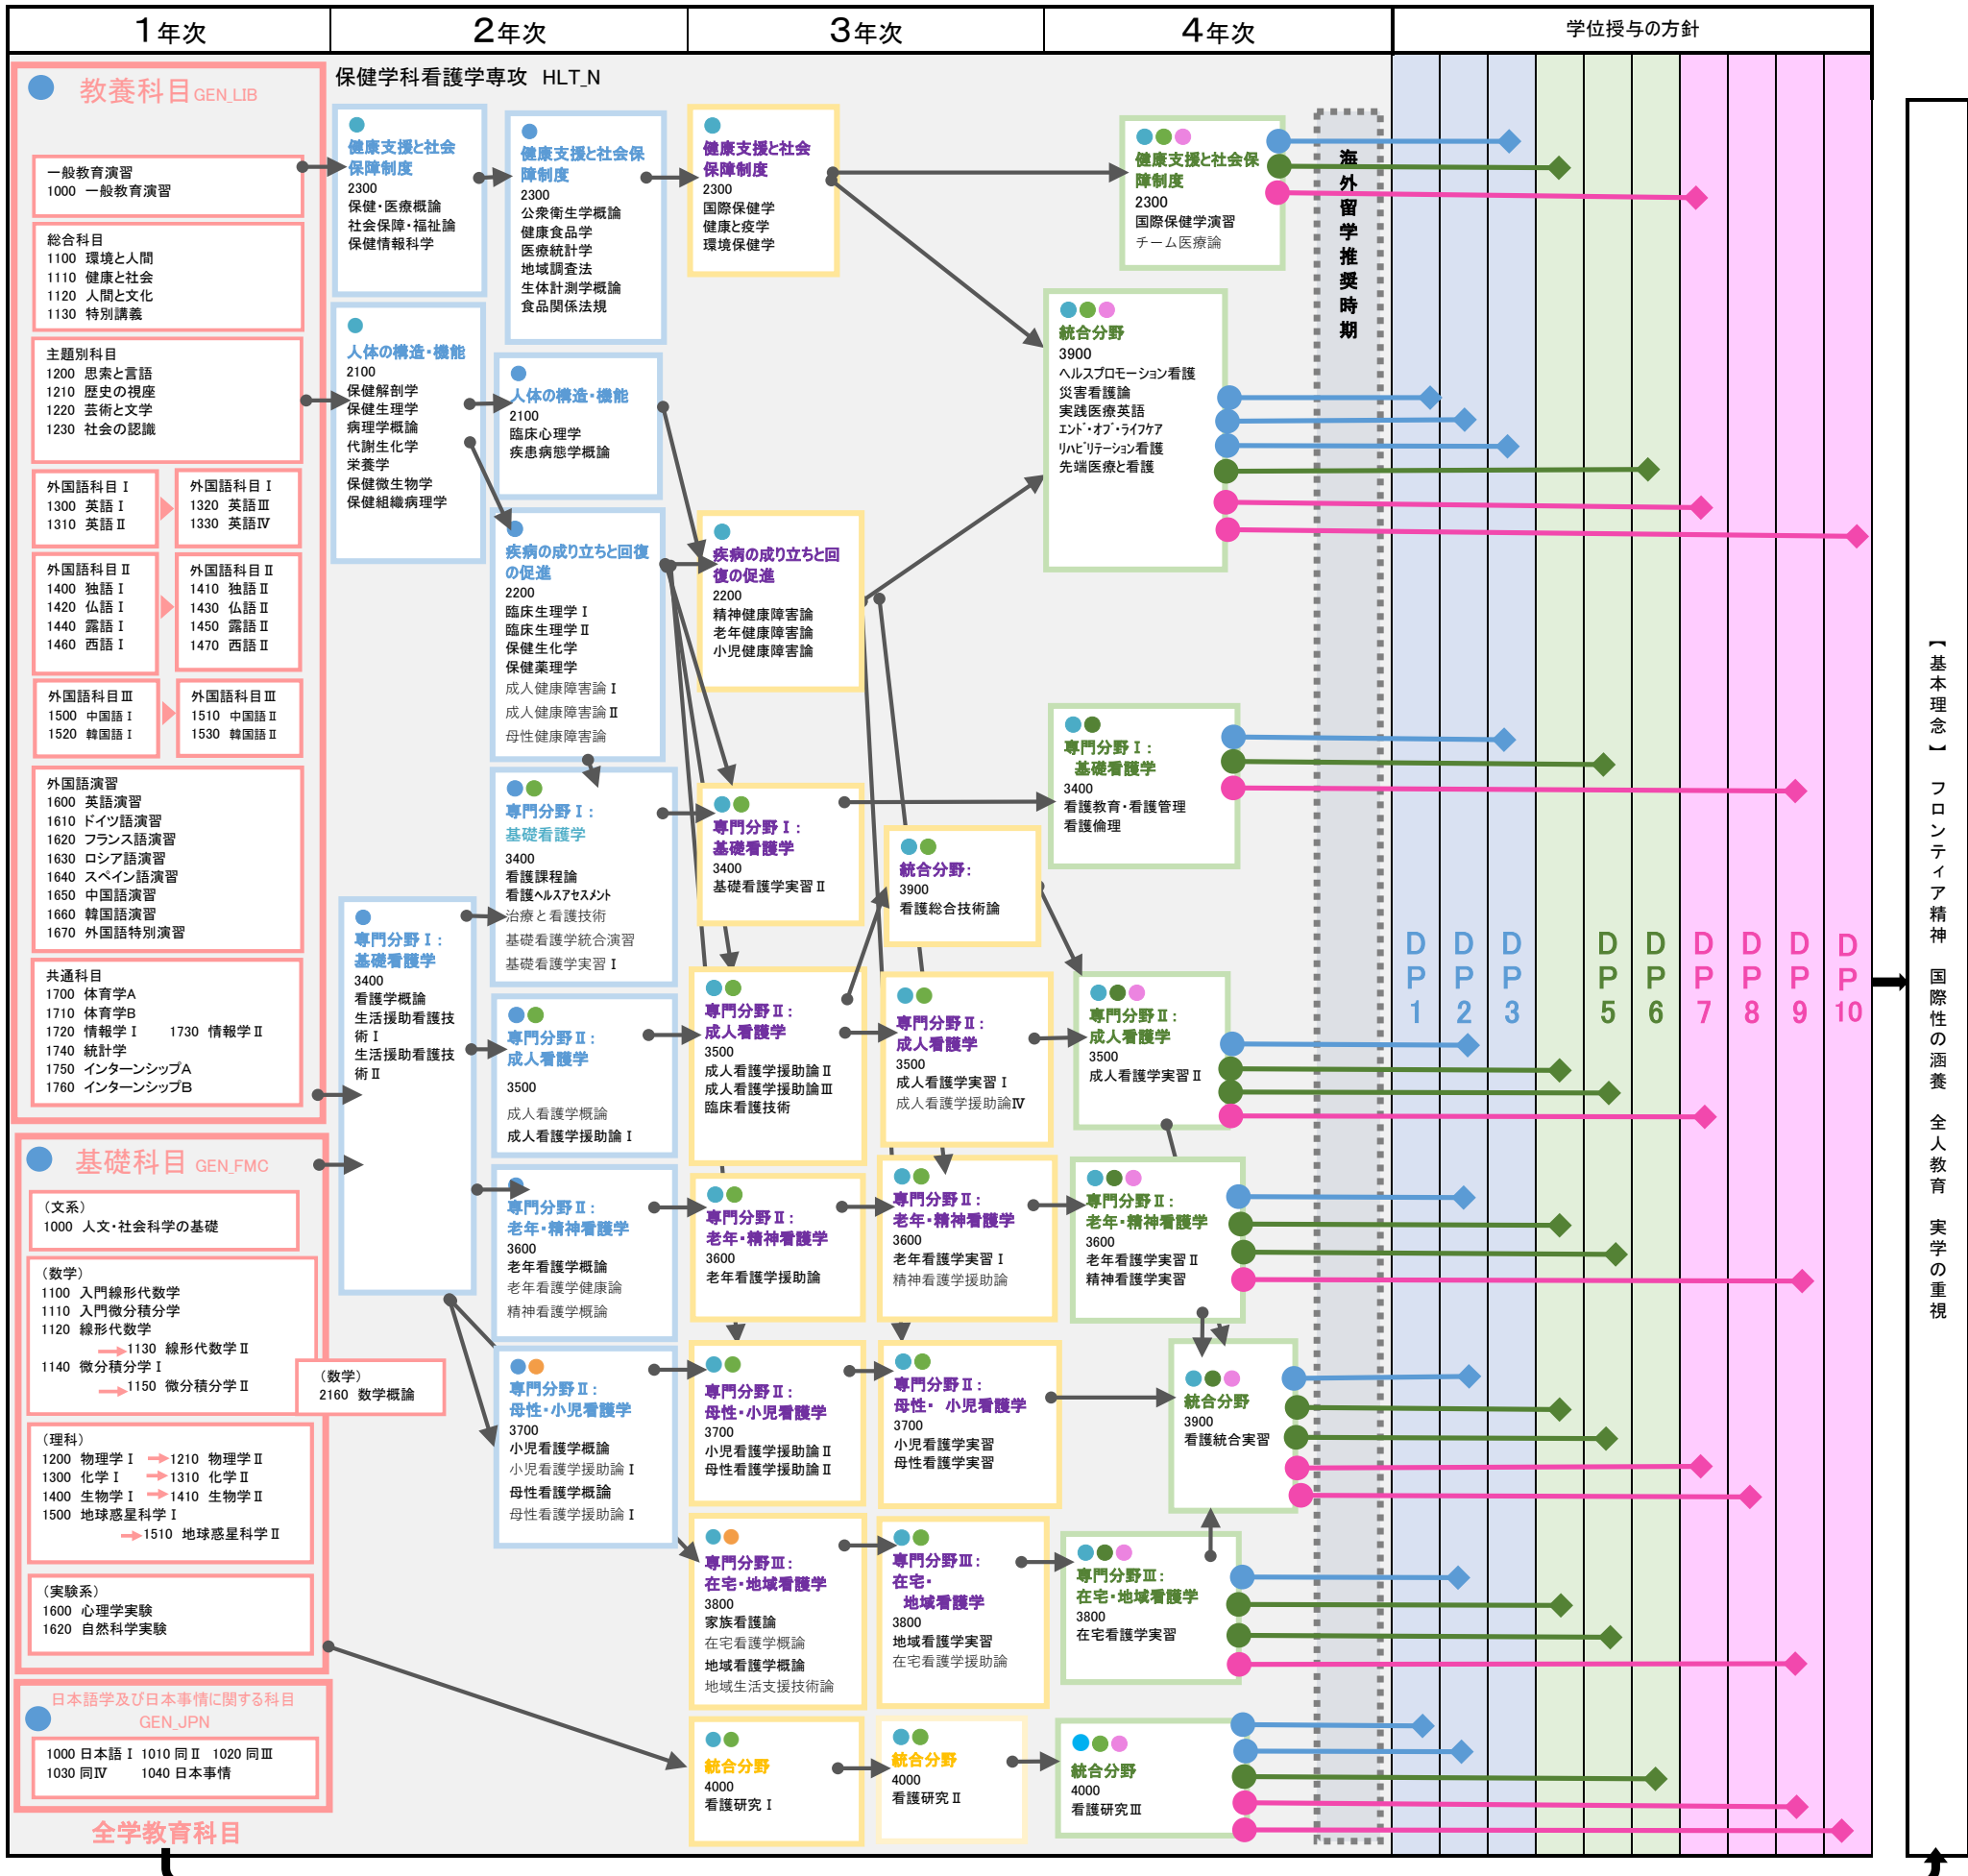 1年次
2年次
3年次
4年次
学位授与の方針
教養科目 GEN_LIB
一般教育演習
1000 一般教育演習
総合科目
1100 環境と人間
1110 健康と社会
1120 人間と文化
1130 特別講義
主題別科目
1200 思索と言語
1210 歴史の視座
1220 芸術と文学
1230 社会の認識
外国語科目Ⅰ
1300 英語Ⅰ
1310 英語Ⅱ
外国語科目Ⅰ
1320 英語Ⅲ
1330 英語Ⅳ
外国語科目Ⅱ
1400 独語Ⅰ
1420 仏語Ⅰ
1440 露語Ⅰ
1460 西語Ⅰ
外国語科目Ⅱ
1410 独語Ⅱ
1430 仏語Ⅱ
1450 露語Ⅱ
1470 西語Ⅱ
外国語科目Ⅲ
1500 中国語Ⅰ
1520 韓国語Ⅰ
外国語科目Ⅲ
1510 中国語Ⅱ
1530 韓国語Ⅱ
外国語演習
1600 英語演習
1610 ドイツ語演習
1620 フランス語演習
1630 ロシア語演習
1640 スペイン語演習
1650 中国語演習
1660 韓国語演習
1670 外国語特別演習
共通科目
1700 体育学A
1710 体育学B
1720 情報学Ⅰ 1730 情報学Ⅱ
1740 統計学
1750 インターンシップA
1760 インターンシップB
基礎科目 GEN_FMC
(文系)
1000 人文・社会科学の基礎
(数学)
1100 入門線形代数学
1110 入門微分積分学
1120 線形代数学
1130 線形代数学Ⅱ
1140 微分積分学Ⅰ
1150 微分積分学Ⅱ
(数学)
2160 数学概論
(理科)
1200 物理学Ⅰ 1210 物理学Ⅱ
1300 化学Ⅰ 1310 化学Ⅱ
1400 生物学Ⅰ 1410 生物学Ⅱ
1500 地球惑星科学Ⅰ
1510 地球惑星科学Ⅱ
(実験系)
1600 心理学実験
1620 自然科学実験
日本語学及び日本事情に関する科目
GEN_JPN
1000 日本語Ⅰ 1010 同Ⅱ 1020 同Ⅲ
1030 同Ⅳ 1040 日本事情
全学教育科目
保健学科看護学専攻 HLT_N
健康支援と社会
保障制度
2300
保健・医療概論
社会保障・福祉論
保健情報科学
健康支援と社会保
障制度
2300
公衆衛生学概論
健康食品学
医療統計学
地域調査法
生体計測学概論
食品関係法規
健康支援と社会
保障制度
2300
国際保健学
健康と疫学
環境保健学
健康支援と社会保
障制度
2300
国際保健学演習
チーム医療論
人体の構造・機能
2100
保健解剖学
保健生理学
病理学概論
代謝生化学
栄養学
保健微生物学
保健組織病理学
人体の構造・機能
2100
臨床心理学
疾患病態学概論
統合分野
3900
ヘルスプロモーション看護
災害看護論
実践医療英語
エンド・オブ・ライフケア
リハビリテーション看護
先端医療と看護
疾病の成り立ちと回復
の促進
2200
臨床生理学Ⅰ
臨床生理学Ⅱ
保健生化学
保健薬理学
成人健康障害論Ⅰ
成人健康障害論Ⅱ
母性健康障害論
疾病の成り立ちと回
復の促進
2200
精神健康障害論
老年健康障害論
小児健康障害論
専門分野Ⅰ:
基礎看護学
3400
看護学概論
生活援助看護技
術Ⅰ
生活援助看護技
術Ⅱ
専門分野Ⅰ:
基礎看護学
3400
看護課程論
看護ヘルスアセスメント
治療と看護技術
基礎看護学統合演習
基礎看護学実習Ⅰ
専門分野Ⅰ:
基礎看護学
3400
基礎看護学実習Ⅱ
統合分野:
3900
看護総合技術論
専門分野Ⅰ:
基礎看護学
3400
看護教育・看護管理
看護倫理
専門分野Ⅱ:
成人看護学
3500
成人看護学概論
成人看護学援助論Ⅰ
専門分野Ⅱ:
成人看護学
3500
成人看護学援助論Ⅱ
成人看護学援助論Ⅲ
臨床看護技術
専門分野Ⅱ:
成人看護学
3500
成人看護学実習Ⅰ
成人看護学援助論Ⅳ
専門分野Ⅱ:
成人看護学
3500
成人看護学実習Ⅱ
専門分野Ⅱ:
老年・精神看護学
3600
老年看護学概論
老年看護学健康論
精神看護学概論
専門分野Ⅱ:
老年・精神看護学
3600
老年看護学援助論
専門分野Ⅱ:
老年・精神看護学
3600
老年看護学実習Ⅰ
精神看護学援助論
専門分野Ⅱ:
老年・精神看護学
3600
老年看護学実習Ⅱ
精神看護学実習
専門分野Ⅱ:
母性・小児看護学
3700
小児看護学概論
小児看護学援助論Ⅰ
母性看護学概論
母性看護学援助論Ⅰ
専門分野Ⅱ:
母性・小児看護学
3700
小児看護学援助論Ⅱ
母性看護学援助論Ⅱ
専門分野Ⅱ:
母性・ 小児看護学
3700
小児看護学実習
母性看護学実習
統合分野
3900
看護統合実習
専門分野Ⅲ:
在宅・地域看護学
3800
家族看護論
在宅看護学概論
地域看護学概論
地域生活支援技術論
専門分野Ⅲ:
在宅・
地域看護学
3800
地域看護学実習
在宅看護学援助論
専門分野Ⅲ:
在宅・地域看護学
3800
在宅看護学実習
統合分野
4000
看護研究Ⅰ
統合分野
4000
看護研究Ⅱ
統合分野
4000
看護研究Ⅲ
海外留学推奨時期
DP1
DP2
DP3
DP5
DP6
DP7
DP8
DP9
DP10
【基本理念】 フロンティア精神 国際性の涵養 全人教育 実学の重視